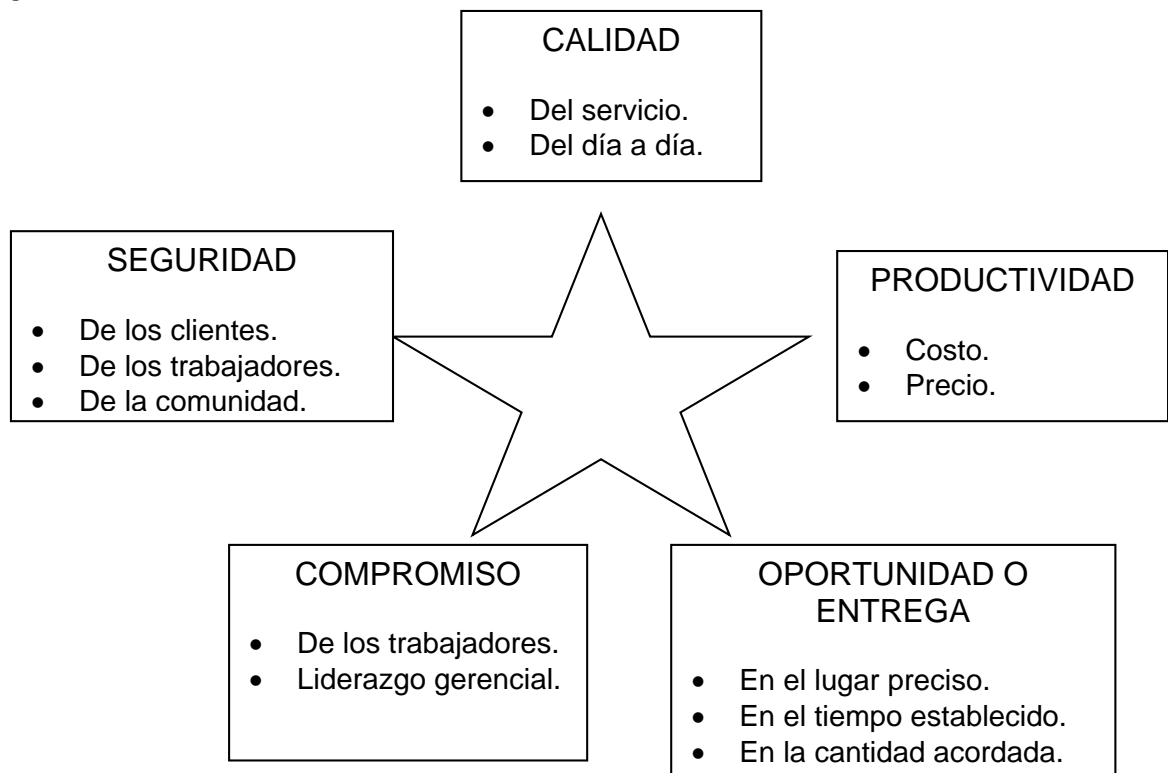 CALIDAD
• Del servicio.
• Del día a día.
SEGURIDAD
• De los clientes.
• De los trabajadores.
• De la comunidad.
PRODUCTIVIDAD
• Costo.
• Precio.
COMPROMISO
• De los trabajadores.
• Liderazgo gerencial.
OPORTUNIDAD O
ENTREGA
• En el lugar preciso.
• En el tiempo establecido.
• En la cantidad acordada.